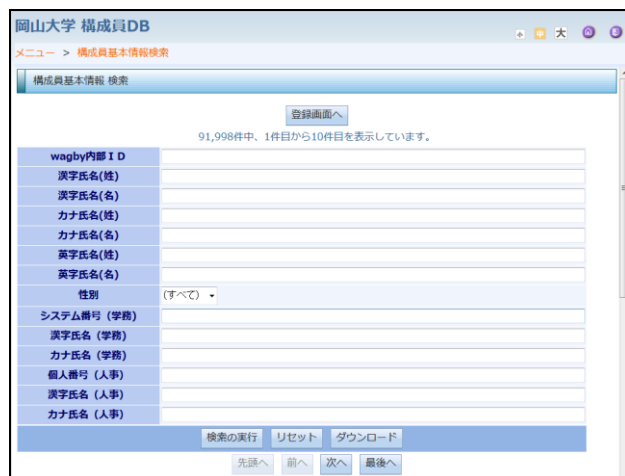 岡山大学 構成員DB
小 中 大
メニュー > 構成員基本情報検索
構成員基本情報 検索
登録画面へ
91,998件中、1件目から10件目を表示しています。
wagby内部ＩＤ
漢字氏名(姓)
漢字氏名(名)
カナ氏名(姓)
カナ氏名(名)
英字氏名(姓)
英字氏名(名)
性別 (すべて)
システム番号（学務）
漢字氏名（学務）
カナ氏名（学務）
個人番号（人事）
漢字氏名（人事）
カナ氏名（人事）
検索の実行 リセット ダウンロード
先頭へ 前へ 次へ 最後へ